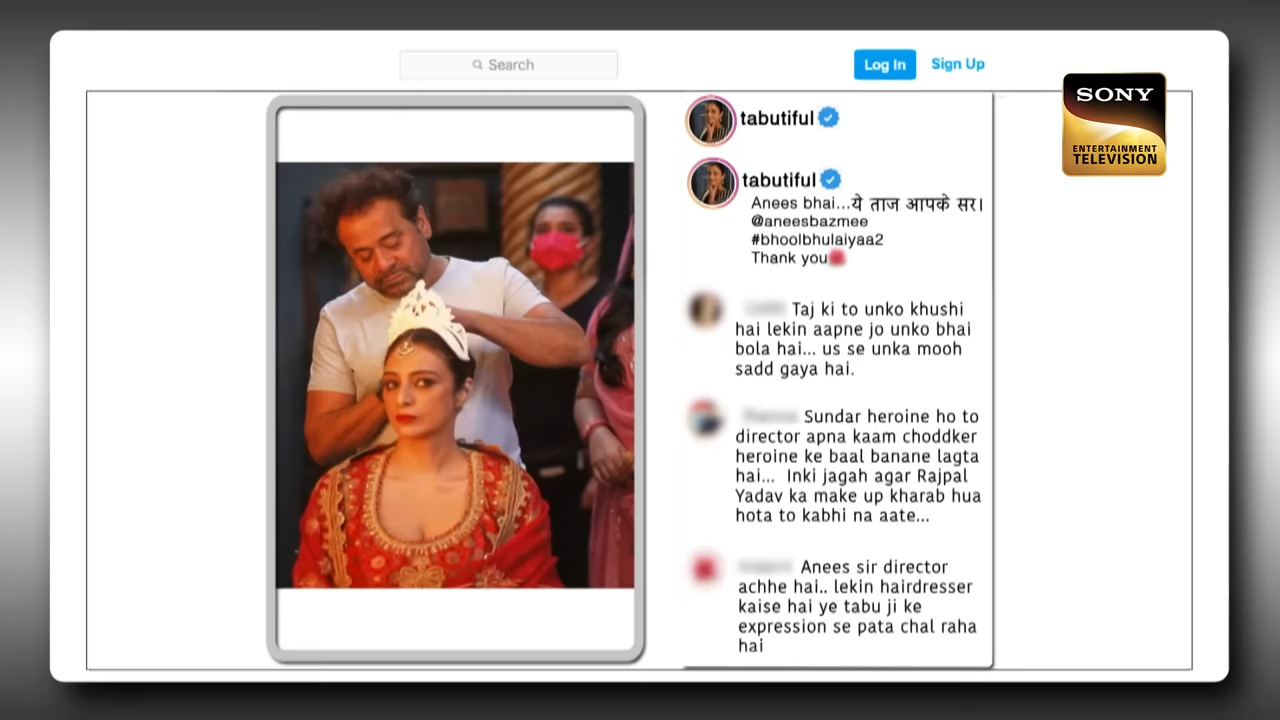 Search
Log In
Sign Up
SONY
ENTERTAINMENT
TELEVISION
tabutiful
tabutiful
Anees bhai...ये ताज आपके सर।
@aneesbazmee
#bhoolbhulaiyaa2
Thank you
Taj ki to unko khushi
hai lekin aapne jo unko bhai
bola hai... us se unka mooh
sadd gaya hai.
Sundar heroine ho to
director apna kaam choddker
heroine ke baal banane lagta
hai... Inki jagah agar Rajpal
Yadav ka make up kharab hua
hota to kabhi na aate...
Anees sir director
achhe hai.. lekin hairdresser
kaise hai ye tabu ji ke
expression se pata chal raha
hai